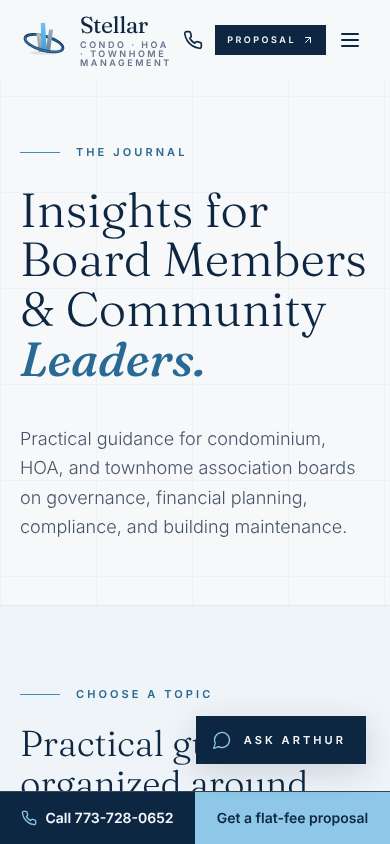 Stellar
CONDO · HOA
· TOWNHOME
MANAGEMENT
PROPOSAL
THE JOURNAL
Insights for
Board Members
& Community
Leaders.
Practical guidance for condominium,
HOA, and townhome association boards
on governance, financial planning,
compliance, and building maintenance.
CHOOSE A TOPIC
Practical
organized around
ASK ARTHUR
Call 773-728-0652
Get a flat-fee proposal